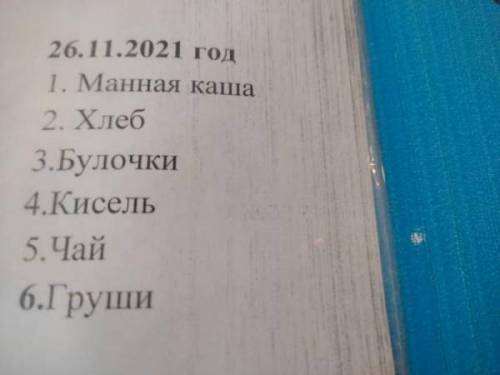 26.11.2021 год
1. Манная каша
2. Хлеб
3.Булочки
4.Кисель
5.Чай
6.Груши